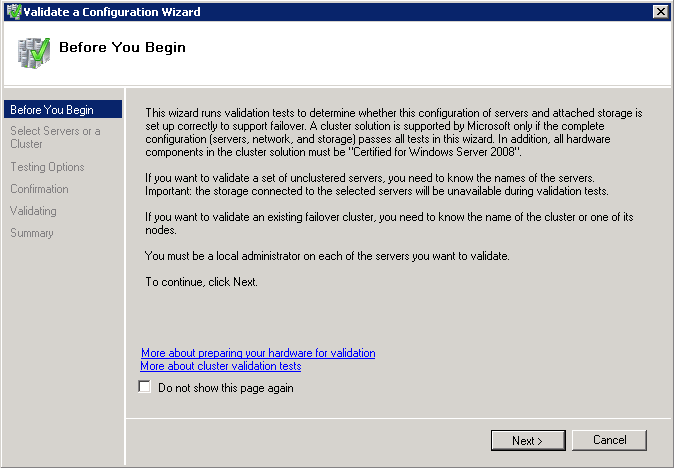 Validate a Configuration Wizard
Before You Begin
Before You Begin
Select Servers or a
Cluster
Testing Options
Confirmation
Validating
Summary
This wizard runs validation tests to determine whether this configuration of servers and attached storage is
set up correctly to support failover. A cluster solution is supported by Microsoft only if the complete
configuration (servers, network, and storage) passes all tests in this wizard. In addition, all hardware
components in the cluster solution must be "Certified for Windows Server 2008".
If you want to validate a set of unclustered servers, you need to know the names of the servers.
Important: the storage connected to the selected servers will be unavailable during validation tests.
If you want to validate an existing failover cluster, you need to know the name of the cluster or one of its
nodes.
You must be a local administrator on each of the servers you want to validate.
To continue, click Next.
More about preparing your hardware for validation
More about cluster validation tests
Do not show this page again
Next >
Cancel